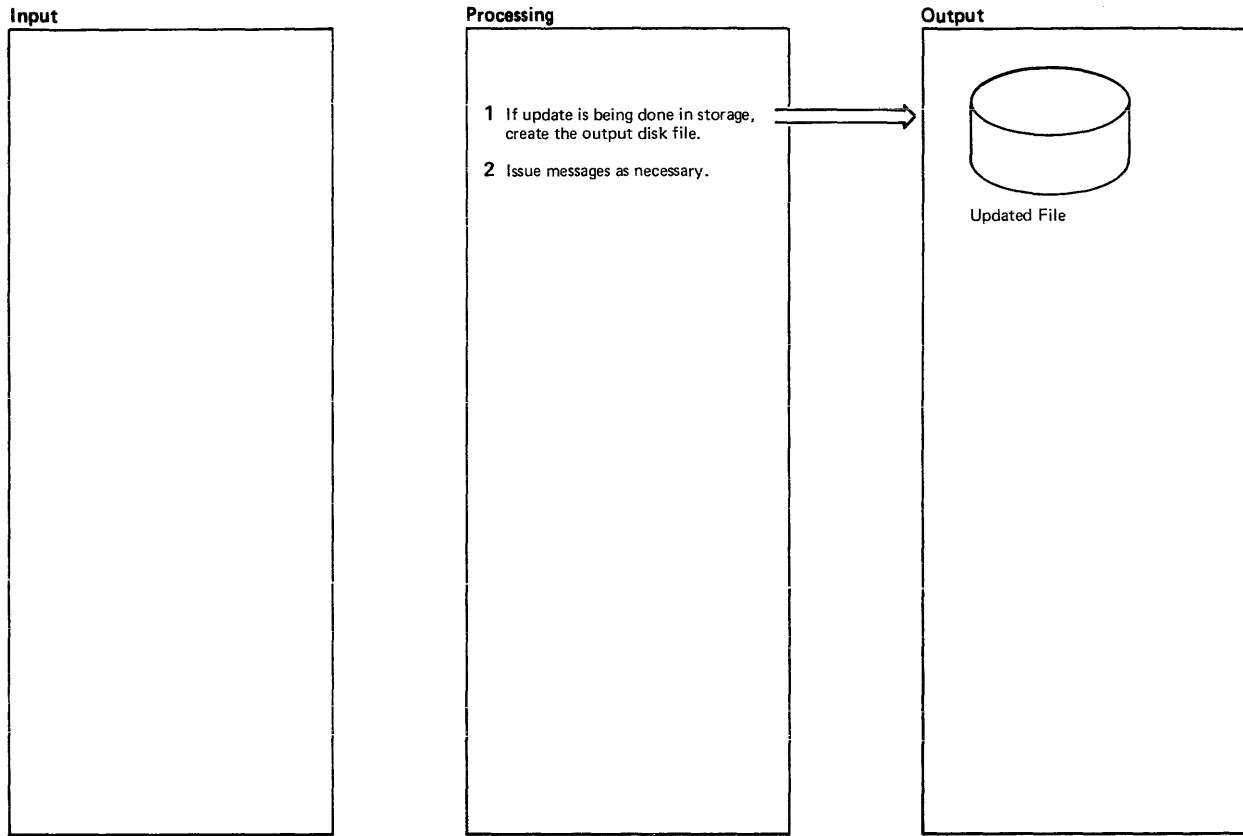 Input
Processing
Output
1 If update is being done in storage,
create the output disk file.
2 Issue messages as necessary.
Updated File